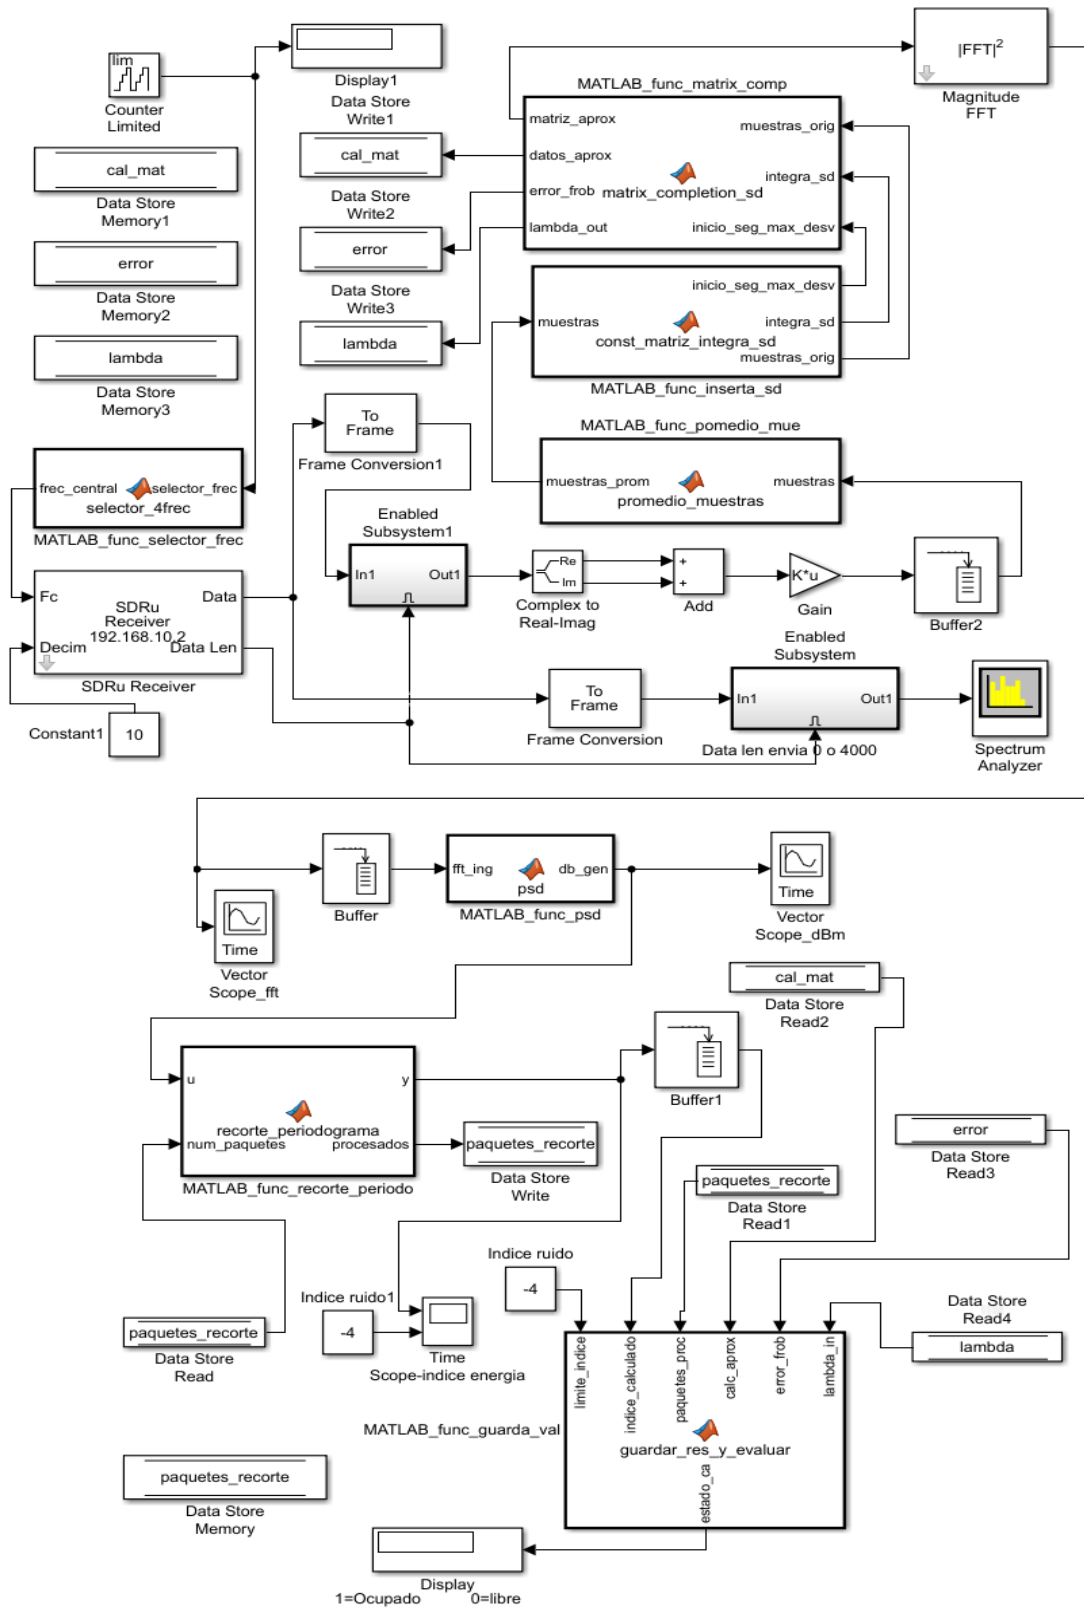 lim
Counter
Limited
Display1
Data Store
Write1
cal_mat
Data Store
Write2
error
Data Store
Write3
lambda
cal_mat
Data Store
Memory1
error
Data Store
Memory2
lambda
Data Store
Memory3
MATLAB_func_matrix_comp
matriz_aprox
datos_aprox
error_frob
lambda_out
matrix_completion_sd
muestras_orig
integra_sd
inicio_seg_max_desv
|FFT|²
Magnitude
FFT
inicio_seg_max_desv
muestras
integra_sd
const_matriz_integra_sd
muestras_orig
MATLAB_func_inserta_sd
To
Frame
Frame Conversion1
MATLAB_func_pomedio_mue
muestras_prom
muestras
promedio_muestras
frec_central
selector_frec
selector_4frec
MATLAB_func_selector_frec
Enabled
Subsystem1
In1
Out1
Re
Im
Complex to
Real-Imag
+
+
Add
K*u
Gain
Buffer2
Fc
SDRu
Receiver
192.168.10.2
Data
Decim
Data Len
SDRu Receiver
Constant1
10
To
Frame
Frame Conversion
Enabled
Subsystem
In1
Out1
Data len envia 0 o 4000
Spectrum
Analyzer
Buffer
fft_ing
db_gen
psd
MATLAB_func_psd
Time
Vector
Scope_dBm
Time
Vector
Scope_fft
cal_mat
Data Store
Read2
Buffer1
u
y
recorte_periodograma
num_paquetes
procesados
MATLAB_func_recorte_periodo
paquetes_recorte
Data Store
Write
error
Data Store
Read3
paquetes_recorte
Data Store
Read1
Indice ruido
-4
Indice ruido1
-4
Time
Scope-indice energia
paquetes_recorte
Data Store
Read
Data Store
Read4
lambda
limite_indice
indice_calculado
paquetes_proc
calc_aprox
error_frob
lambda_in
MATLAB_func_guarda_val
guardar_res_y_evaluar
estado_ca
paquetes_recorte
Data Store
Memory
Display
1=Ocupado 0=libre